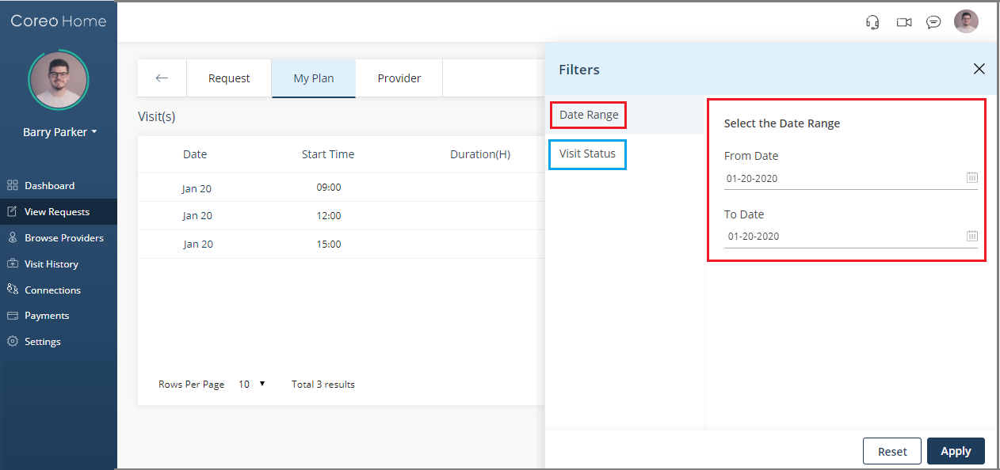 Coreo Home
Barry Parker
Dashboard
View Requests
Browse Providers
Visit History
Connections
Payments
Settings
Request My Plan Provider
Visit(s)
Date Start Time Duration(H)
Jan 20 09:00
Jan 20 12:00
Jan 20 15:00
Rows Per Page 10 Total 3 results
Filters
Date Range
Visit Status
Select the Date Range
From Date
01-20-2020
To Date
01-20-2020
Reset Apply